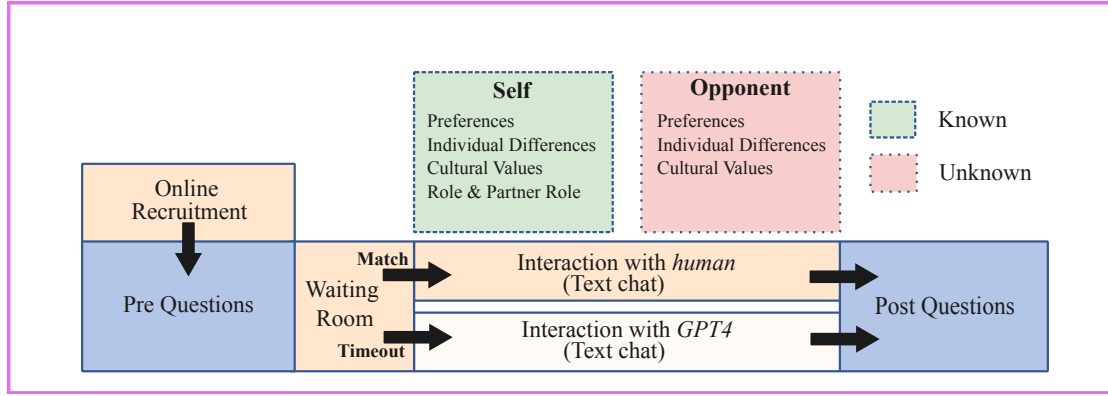 Self
Preferences
Individual Differences
Cultural Values
Role & Partner Role
Opponent
Preferences
Individual Differences
Cultural Values
Known
Unknown
Online
Recruitment
Pre Questions
Match
Waiting
Room
Timeout
Interaction with human
(Text chat)
Interaction with GPT4
(Text chat)
Post Questions